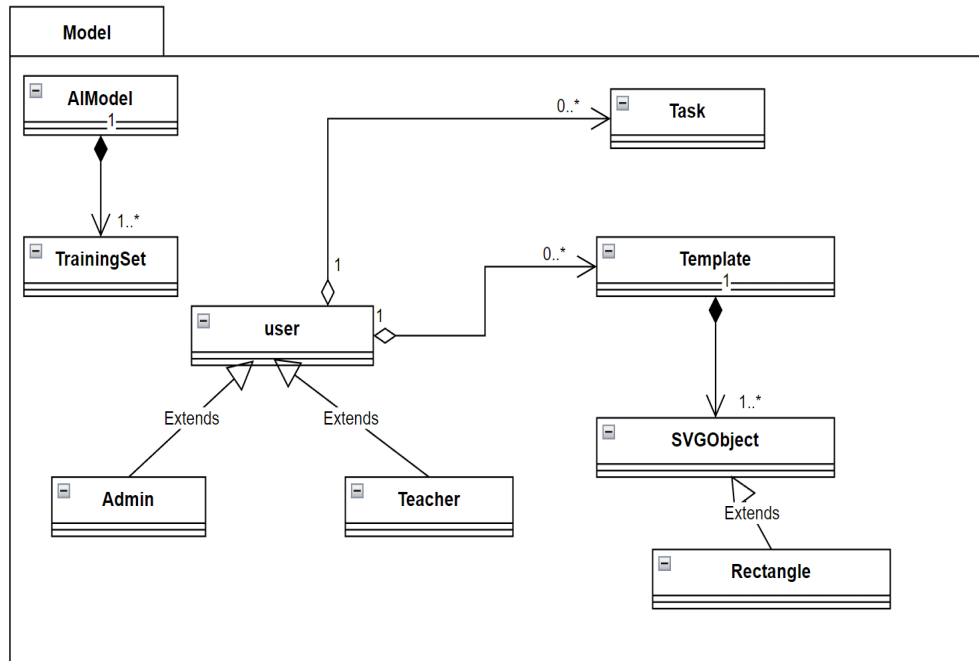 Model
AIModel
1
1..*
TrainingSet
0..*
Task
1
user
1
0..*
Template
1
1..*
SVGObject
Extends
Extends
Admin
Teacher
Extends
Rectangle